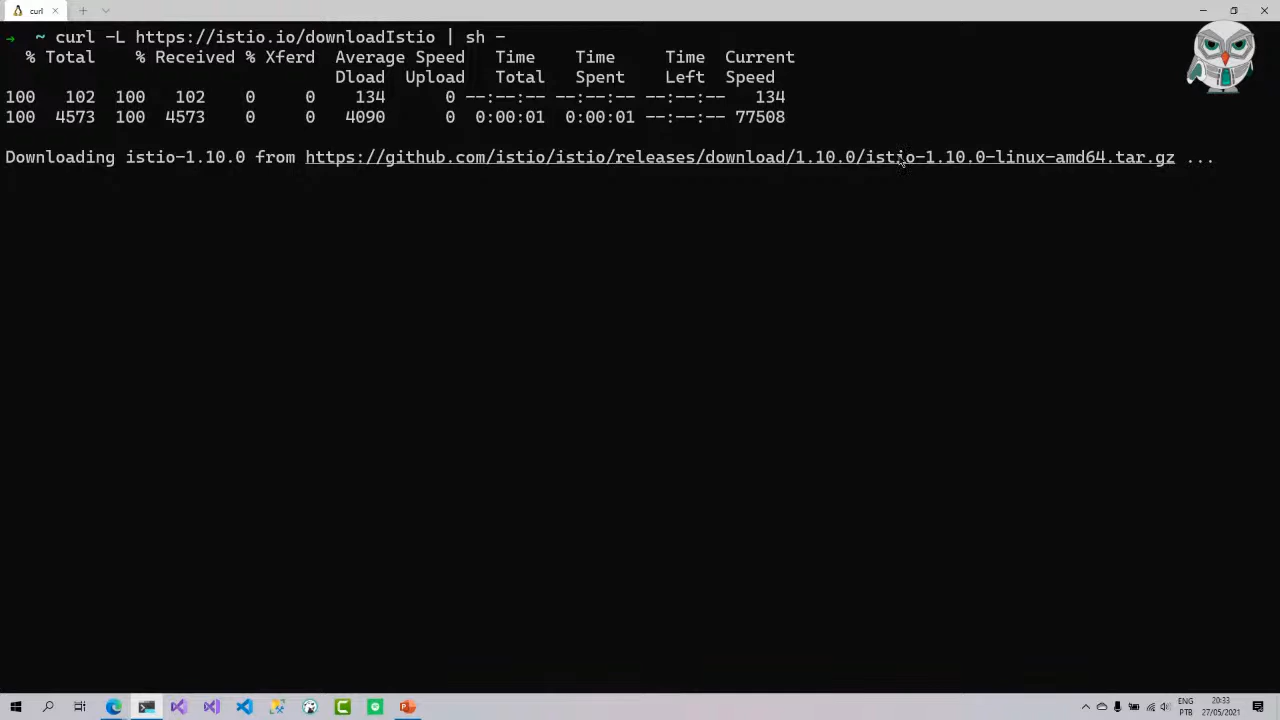 curl
→ ~ curl -L https://istio.io/downloadIstio | sh -
% Total % Received % Xferd Average Speed Time Time Time Current
Dload Upload Total Spent Left Speed
100 102 100 102 0 0 134 0 --:--:-- --:--:-- --:--:-- 134
100 4573 100 4573 0 0 4090 0 0:00:01 0:00:01 --:--:-- 77508
Downloading istio-1.10.0 from https://github.com/istio/istio/releases/download/1.10.0/istio-1.10.0-linux-amd64.tar.gz ...
ENG 20:33
PTB 27/05/2021